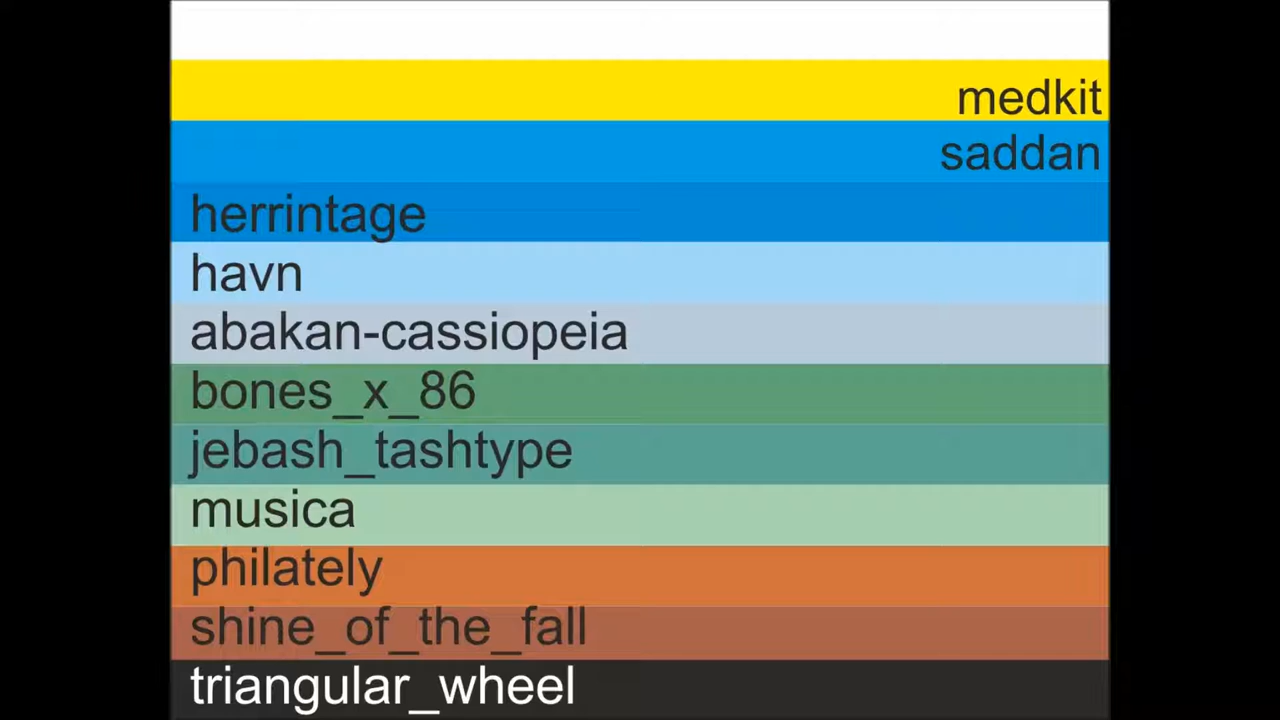 medkit
saddan
herrintage
havn
abakan-cassiopeia
bones_x_86
jebash_tashtype
musica
philately
shine_of_the_fall
triangular_wheel